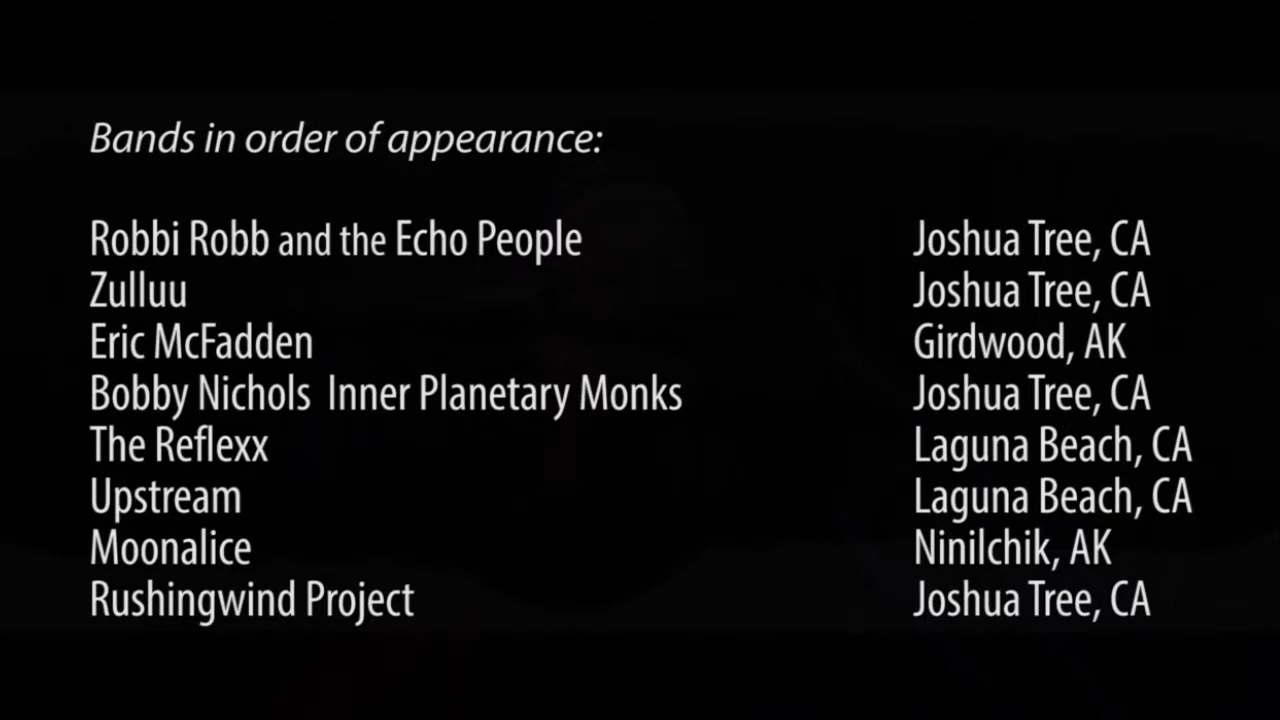 Bands in order of appearance:
Robbi Robb and the Echo People Joshua Tree, CA
Zulluu Joshua Tree, CA
Eric McFadden Girdwood, AK
Bobby Nichols Inner Planetary Monks Joshua Tree, CA
The Reflexx Laguna Beach, CA
Upstream Laguna Beach, CA
Moonalice Ninilchik, AK
Rushingwind Project Joshua Tree, CA